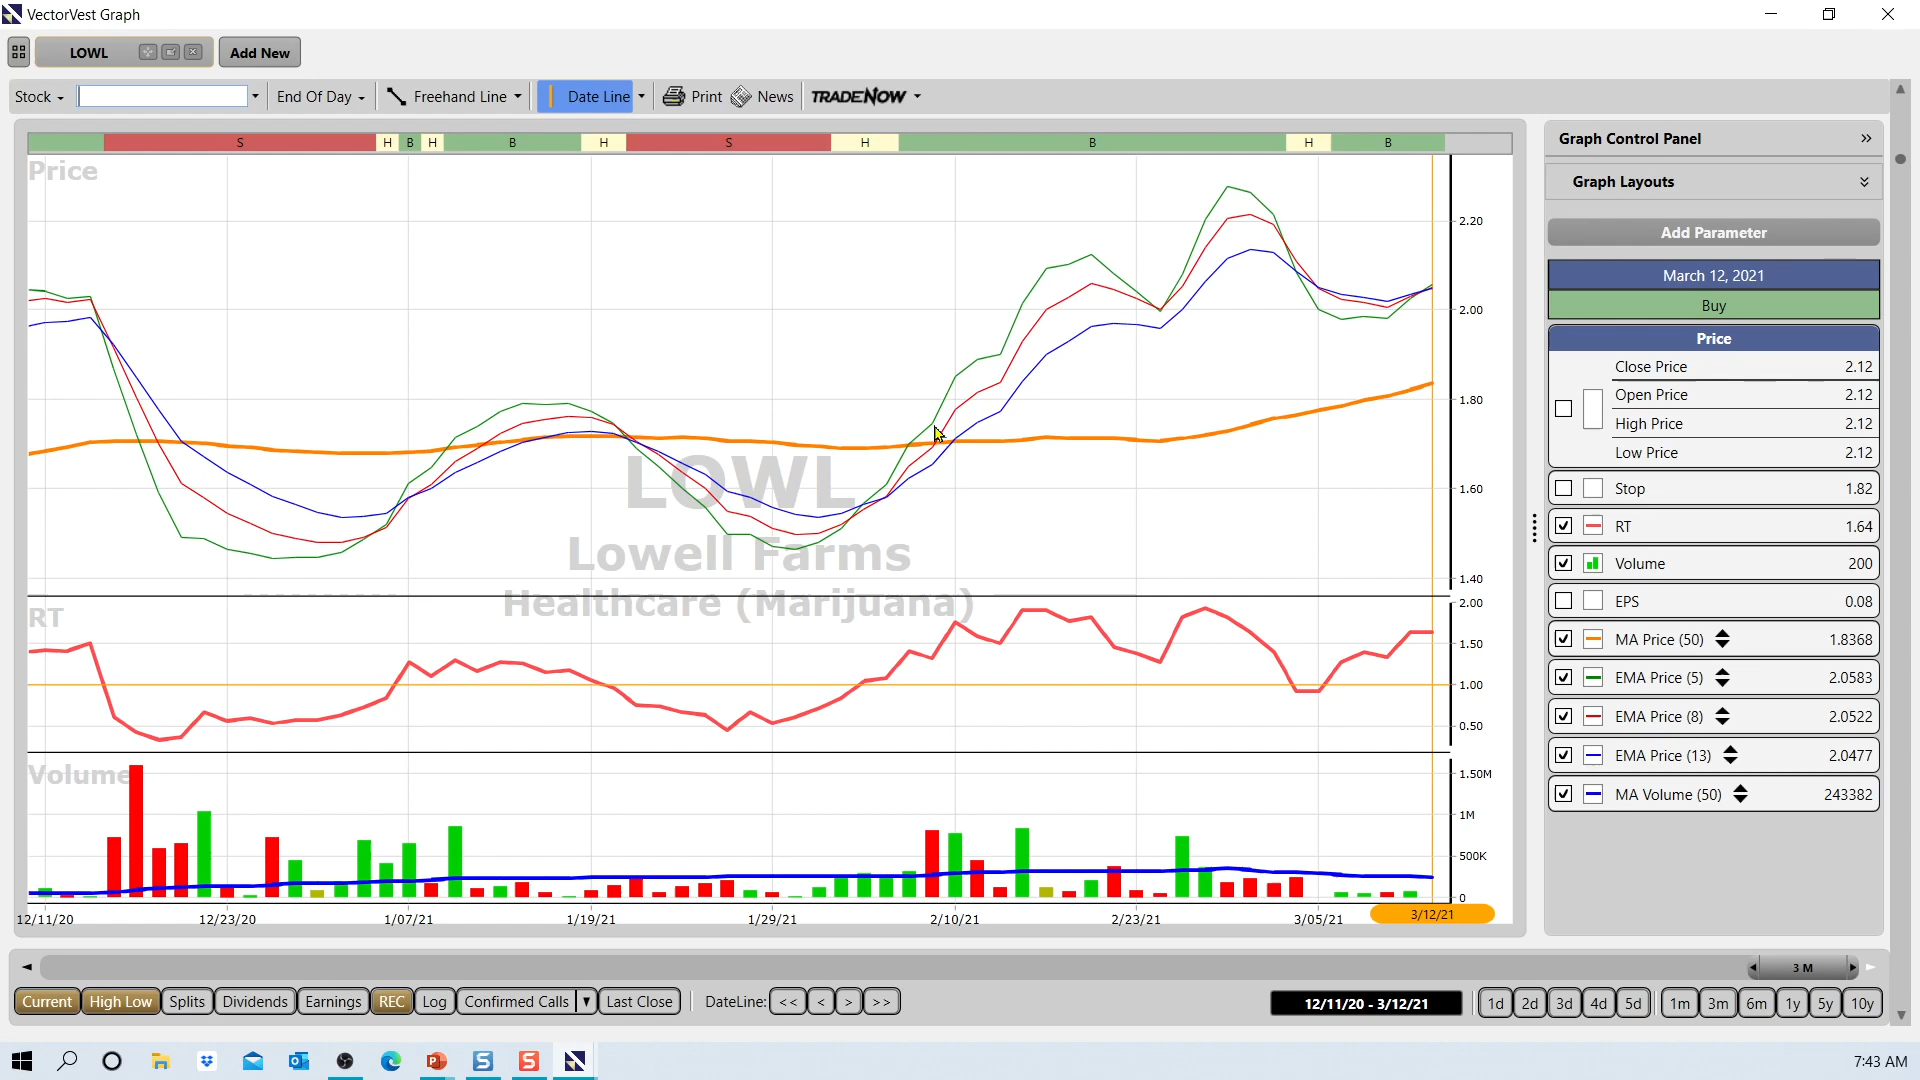 VectorVest Graph
LOWL
Add New
Stock
End Of Day
Freehand Line
Date Line
Print
News
TRADENOW
S H B H B H S H B H B
Price
2.20
2.00
1.80
1.60
1.40
LOWL
Lowell Farms
Healthcare (Marijuana)
RT
2.00
1.50
1.00
0.50
Volume
1.50M
1M
500K
0
12/11/20 12/23/20 1/07/21 1/19/21 1/29/21 2/10/21 2/23/21 3/05/21 3/12/21
Graph Control Panel
Graph Layouts
Add Parameter
March 12, 2021
Buy
Price
Close Price 2.12
Open Price 2.12
High Price 2.12
Low Price 2.12
Stop 1.82
RT 1.64
Volume 200
EPS 0.08
MA Price (50) 1.8368
EMA Price (5) 2.0583
EMA Price (8) 2.0522
EMA Price (13) 2.0477
MA Volume (50) 243382
3 M
Current High Low Splits Dividends Earnings REC Log Confirmed Calls Last Close DateLine: << < > >> 12/11/20 - 3/12/21 1d 2d 3d 4d 5d 1m 3m 6m 1y 5y 10y
7:43 AM